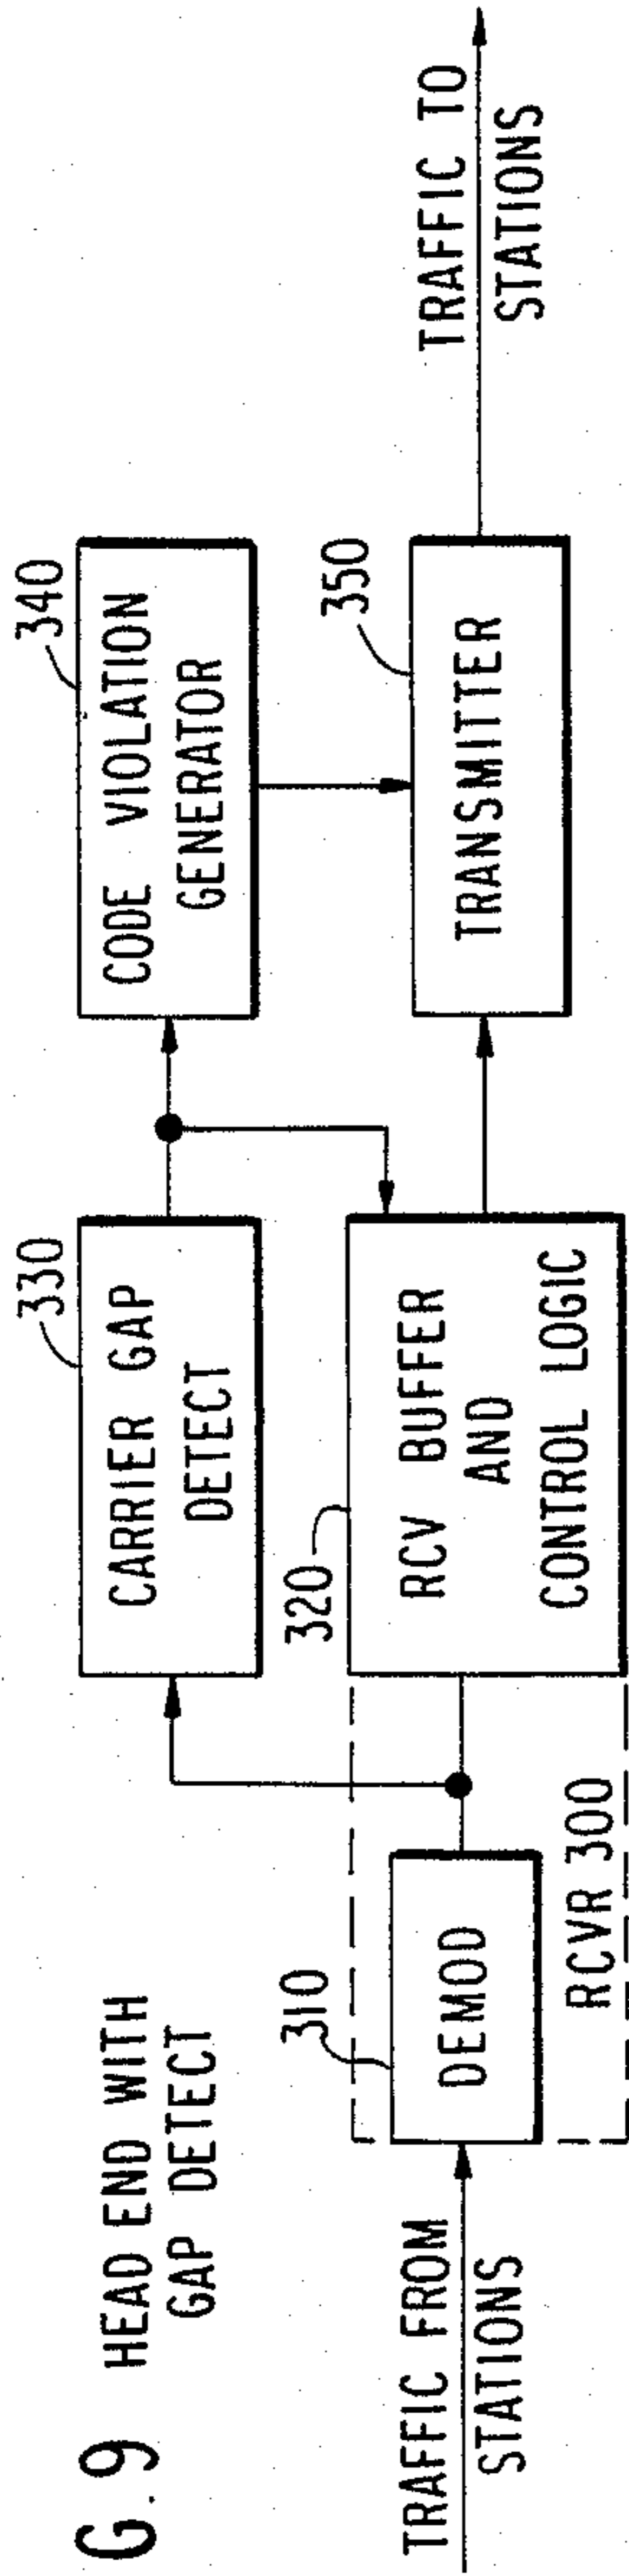 G. 9
HEAD END WITH
GAP DETECT
TRAFFIC FROM
STATIONS
310
DEMOD
RCVR 300
330
CARRIER GAP
DETECT
320
RCV BUFFER
AND
CONTROL LOGIC
340
CODE VIOLATION
GENERATOR
350
TRANSMITTER
TRAFFIC TO
STATIONS